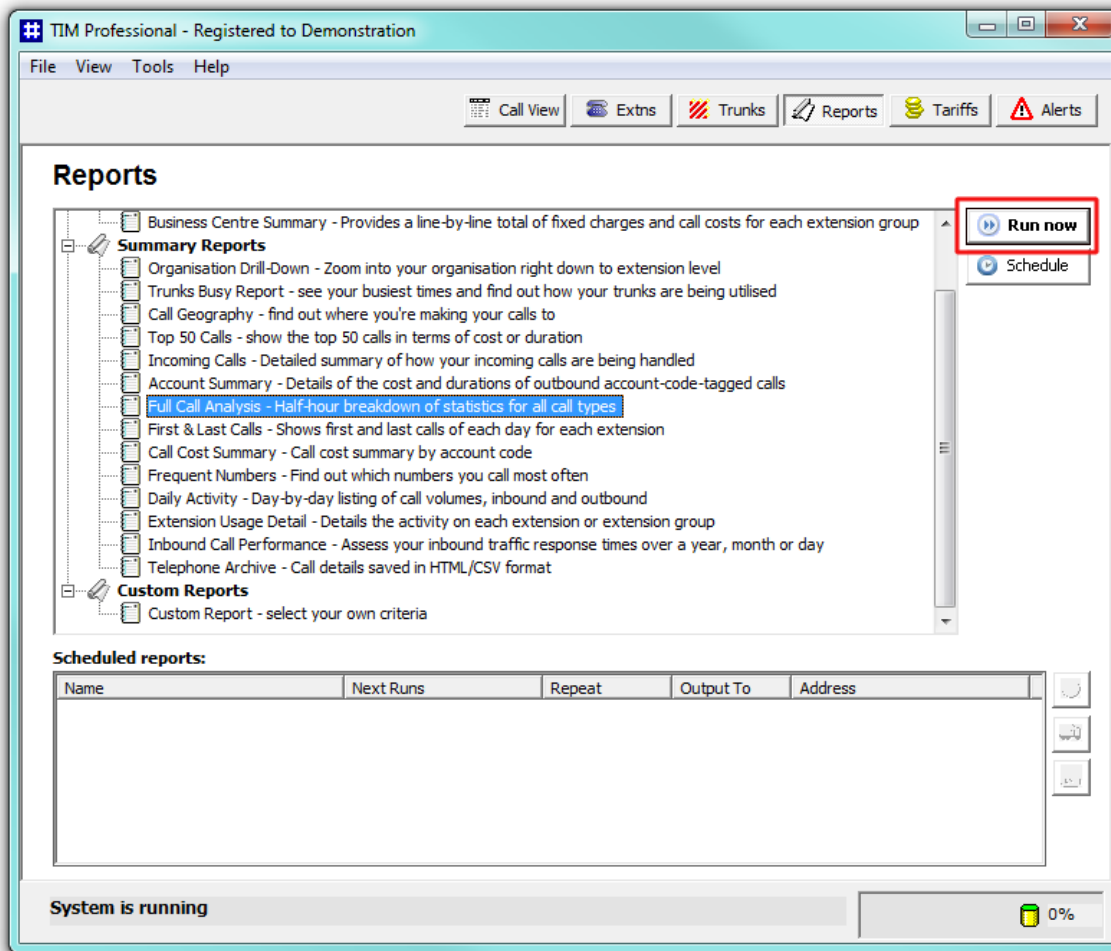 TIM Professional - Registered to Demonstration
File View Tools Help
Call View Extns Trunks Reports Tariffs Alerts
Reports
Business Centre Summary - Provides a line-by-line total of fixed charges and call costs for each extension group
Run now
Summary Reports
Organisation Drill-Down - Zoom into your organisation right down to extension level
Schedule
Trunks Busy Report - see your busiest times and find out how your trunks are being utilised
Call Geography - find out where you're making your calls to
Top 50 Calls - show the top 50 calls in terms of cost or duration
Incoming Calls - Detailed summary of how your incoming calls are being handled
Account Summary - Details of the cost and durations of outbound account-code-tagged calls
Full Call Analysis - Half-hour breakdown of statistics for all call types
First & Last Calls - Shows first and last calls of each day for each extension
Call Cost Summary - Call cost summary by account code
Frequent Numbers - Find out which numbers you call most often
Daily Activity - Day-by-day listing of call volumes, inbound and outbound
Extension Usage Detail - Details the activity on each extension or extension group
Inbound Call Performance - Assess your inbound traffic response times over a year, month or day
Telephone Archive - Call details saved in HTML/CSV format
Custom Reports
Custom Report - select your own criteria
Scheduled reports:
Name Next Runs Repeat Output To Address
System is running
0%